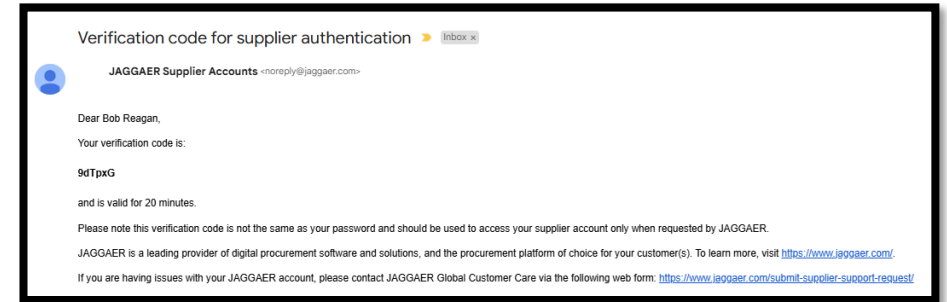 Verification code for supplier authentication Inbox x
JAGGAER Supplier Accounts <noreply@jaggaer.com>
Dear Bob Reagan,
Your verification code is:
9dTpxG
and is valid for 20 minutes.
Please note this verification code is not the same as your password and should be used to access your supplier account only when requested by JAGGAER.
JAGGAER is a leading provider of digital procurement software and solutions, and the procurement platform of choice for your customer(s). To learn more, visit https://www.jaggaer.com/.
If you are having issues with your JAGGAER account, please contact JAGGAER Global Customer Care via the following web form: https://www.jaggaer.com/submit-supplier-support-request/